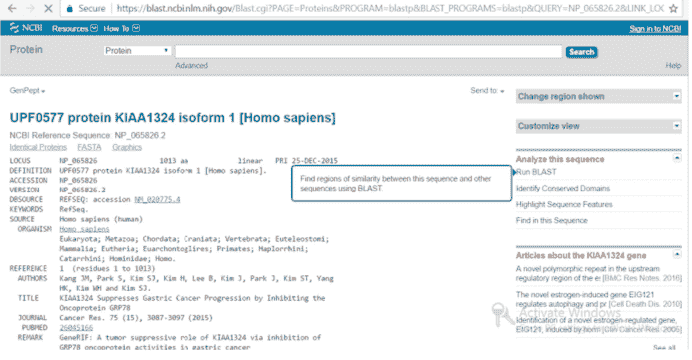 Secure https://blast.ncbi.nlm.nih.gov/Blast.cgi?PAGE=Proteins&PROGRAM=blastp&BLAST_PROGRAMS=blastp&QUERY=NP_065826.2&LINK_LOC
NCBI Resources How To Sign in to NCBI
Protein Protein Search
Advanced Help
GenPept Send to:
Change region shown
UPF0577 protein KIAA1324 isoform 1 [Homo sapiens]
NCBI Reference Sequence: NP_065826.2
Customize view
Identical Proteins FASTA Graphics
LOCUS NP_065826 1013 aa linear PRI 25-DEC-2015
DEFINITION UPF0577 protein KIAA1324 isoform 1 [Homo sapiens].
ACCESSION NP_065826
VERSION NP_065826.2
DBSOURCE REFSEQ: accession NM_020775.4
KEYWORDS RefSeq.
SOURCE Homo sapiens (human)
ORGANISM Homo sapiens
Eukaryota; Metazoa; Chordata; Craniata; Vertebrata; Euteleostomi;
Mammalia; Eutheria; Euarchontoglires; Primates; Haplorrhini;
Catarrhini; Hominidae; Homo.
REFERENCE 1 (residues 1 to 1013)
AUTHORS Kang JM, Park S, Kim SJ, Kim H, Lee B, Kim J, Park J, Kim ST, Yang
HK, Kim WH and Kim SJ.
TITLE KIAA1324 Suppresses Gastric Cancer Progression by Inhibiting the
Oncoprotein GRP78
JOURNAL Cancer Res. 75 (15), 3087-3097 (2015)
PUBMED 26045166
REMARK GeneRIF: A tumor suppressive role of KIAA1324 via inhibition of
GRP78 oncoprotein activities in gastric cancer
Find regions of similarity between this sequence and other
sequences using BLAST.
Analyze this sequence
Run BLAST
Identify Conserved Domains
Highlight Sequence Features
Find in this Sequence
Articles about the KIAA1324 gene
A novel polymorphic repeat in the upstream
regulatory region of the e: [BMC Res Notes. 2016]
The novel estrogen-induced gene EIG121
regulates autophagy and pr [Cell Death Dis. 2010]
Identification of a novel estrogen-regulated gene,
EIG121, induced by horm [Clin Cancer Res. 2005]
Activate Windows
See all